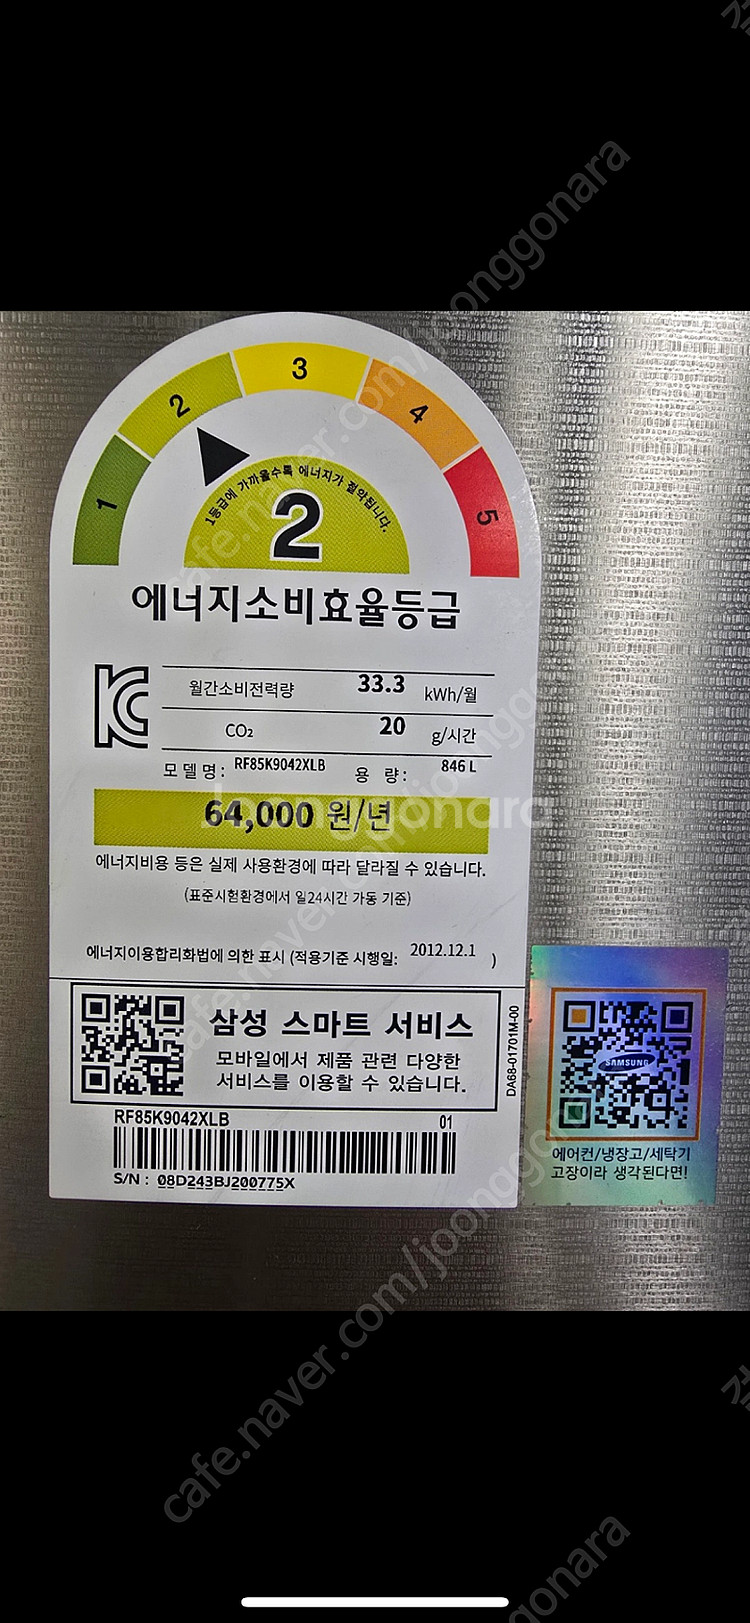 1
2
3
4
5
1등급에 가까울수록 에너지가 절약됩니다.
2
에너지소비효율등급
월간소비전력량 33.3 kWh/월
CO₂ 20 g/시간
모델명: RF85K9042XLB 용 량: 846 L
64,000 원/년
joonggonara
에너지비용 등은 실제 사용환경에 따라 달라질 수 있습니다.
(표준시험환경에서 일24시간 가동 기준)
에너지이용합리화법에 의한 표시 (적용기준 시행일: 2012.12.1 )
삼성 스마트 서비스
모바일에서 제품 관련 다양한
서비스를 이용할 수 있습니다.
DA68-01701M-00
RF85K9042XLB 01
S/N : 08D243BJ200775X
SAMSUNG
에어컨/냉장고/세탁기
고장이라 생각된다면!
cafe.naver.com/joonggonara
cafe.naver.com/joonggonara